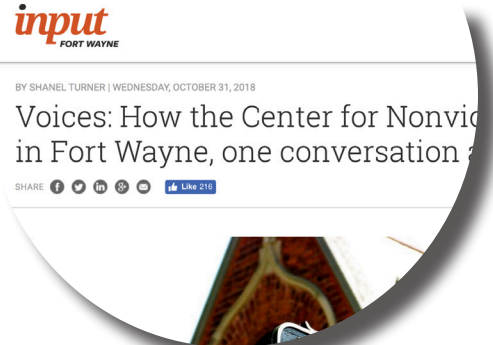 input
FORT WAYNE
BY SHANEL TURNER | WEDNESDAY, OCTOBER 31, 2018
Voices: How the Center for
in Fort Wayne, one conversation
SHARE
Like 216